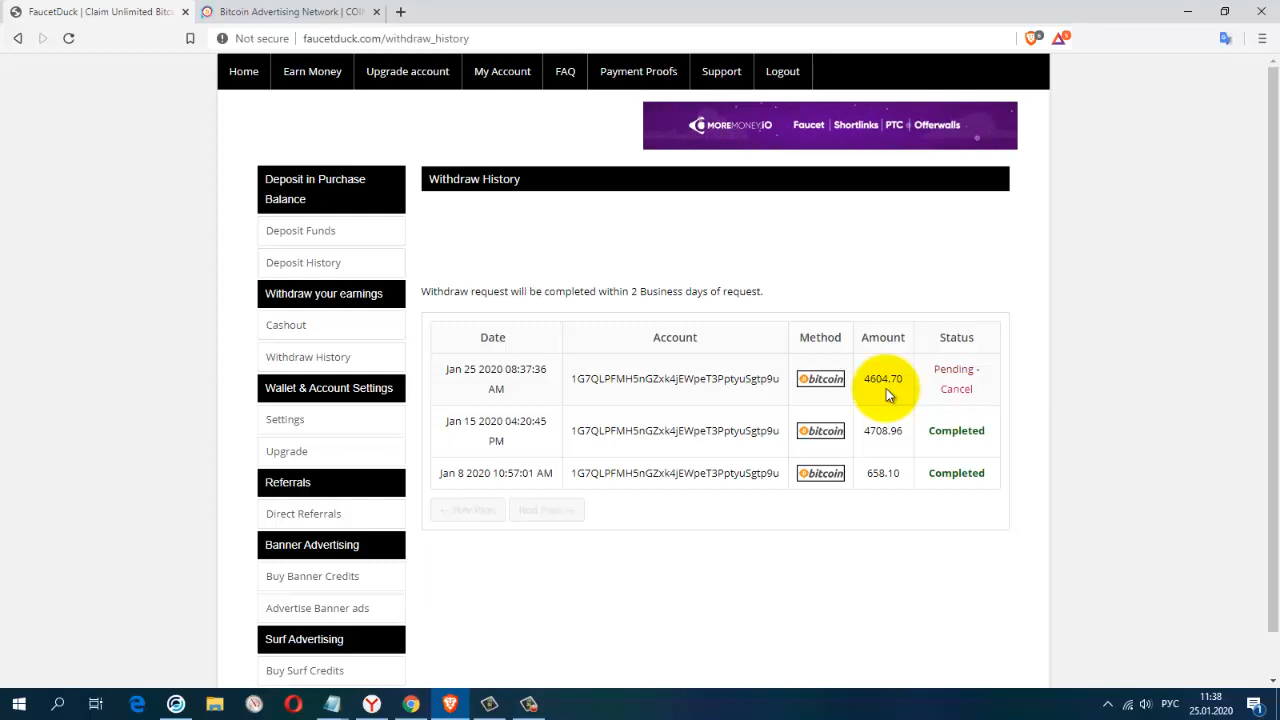 FaucetDuck | Claim Unlimited Bitc
Bitcoin Advertising Network | COI
Not secure
faucetduck.com/withdraw_history
6
5
Home
Earn Money
Upgrade account
My Account
FAQ
Payment Proofs
Support
Logout
MOREMONEY.IO
Faucet | Shortlinks | PTC | Offerwalls
Deposit in Purchase
Balance
Deposit Funds
Deposit History
Withdraw your earnings
Cashout
Withdraw History
Wallet & Account Settings
Settings
Upgrade
Referrals
Direct Referrals
Banner Advertising
Buy Banner Credits
Advertise Banner ads
Surf Advertising
Buy Surf Credits
Withdraw History
Withdraw request will be completed within 2 Business days of request.
Date Account Method Amount Status
Jan 25 2020 08:37:36
AM
1G7QLPFMH5nGZxk4jEWpeT3PptyuSgtp9u
bitcoin
4604.70
Pending -
Cancel
Jan 15 2020 04:20:45
PM
1G7QLPFMH5nGZxk4jEWpeT3PptyuSgtp9u
bitcoin
4708.96
Completed
Jan 8 2020 10:57:01 AM
1G7QLPFMH5nGZxk4jEWpeT3PptyuSgtp9u
bitcoin
658.10
Completed
РУС
11:38
25.01.2020